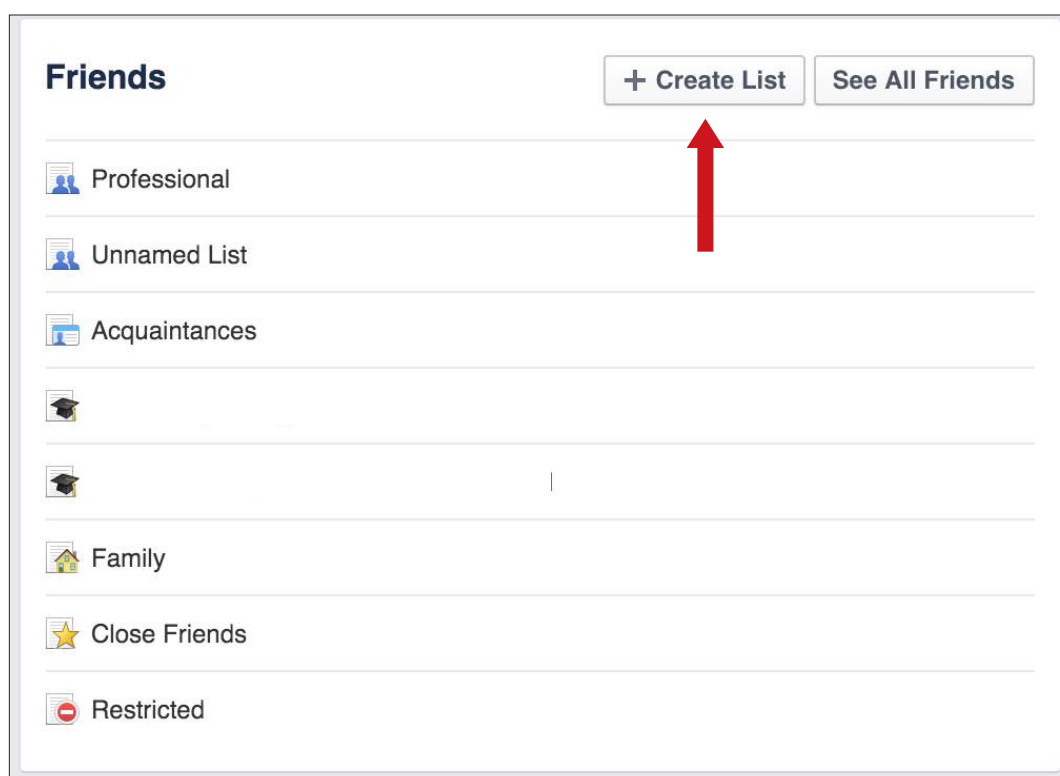 Friends
+ Create List
See All Friends
Professional
Unnamed List
Acquaintances
Family
Close Friends
Restricted